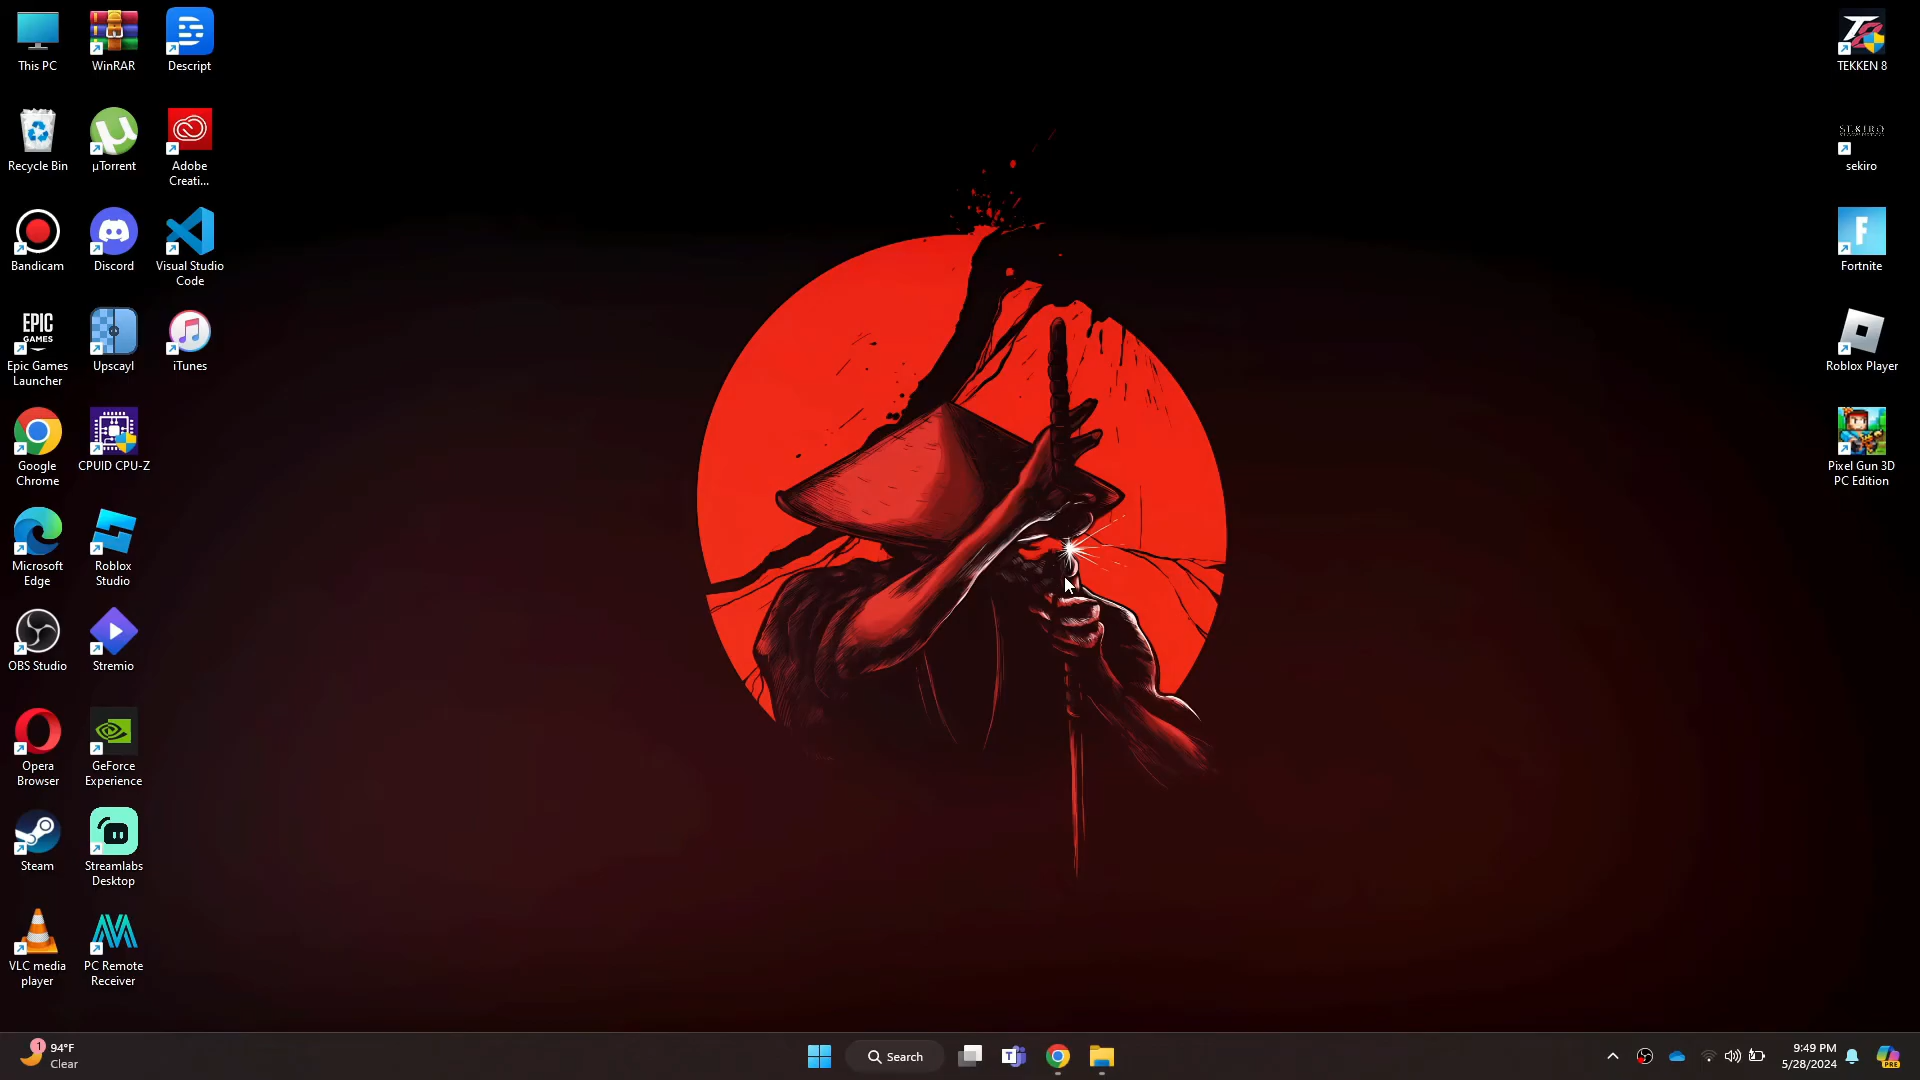 This PC
WinRAR
Descript
Recycle Bin
µTorrent
Adobe
Creati...
Bandicam
Discord
Visual Studio
Code
EPIC
GAMES
Epic Games
Launcher
Upscayl
iTunes
Google
Chrome
CPUID CPU-Z
Microsoft
Edge
Roblox
Studio
OBS Studio
Stremio
Opera
Browser
GeForce
Experience
Steam
Streamlabs
Desktop
VLC media
player
PC Remote
Receiver
TEKKEN 8
SEKIRO
sekiro
F
Fortnite
Roblox Player
Pixel Gun 3D
PC Edition
1
94°F
Clear
Search
T
9:49 PM
5/28/2024
PRE